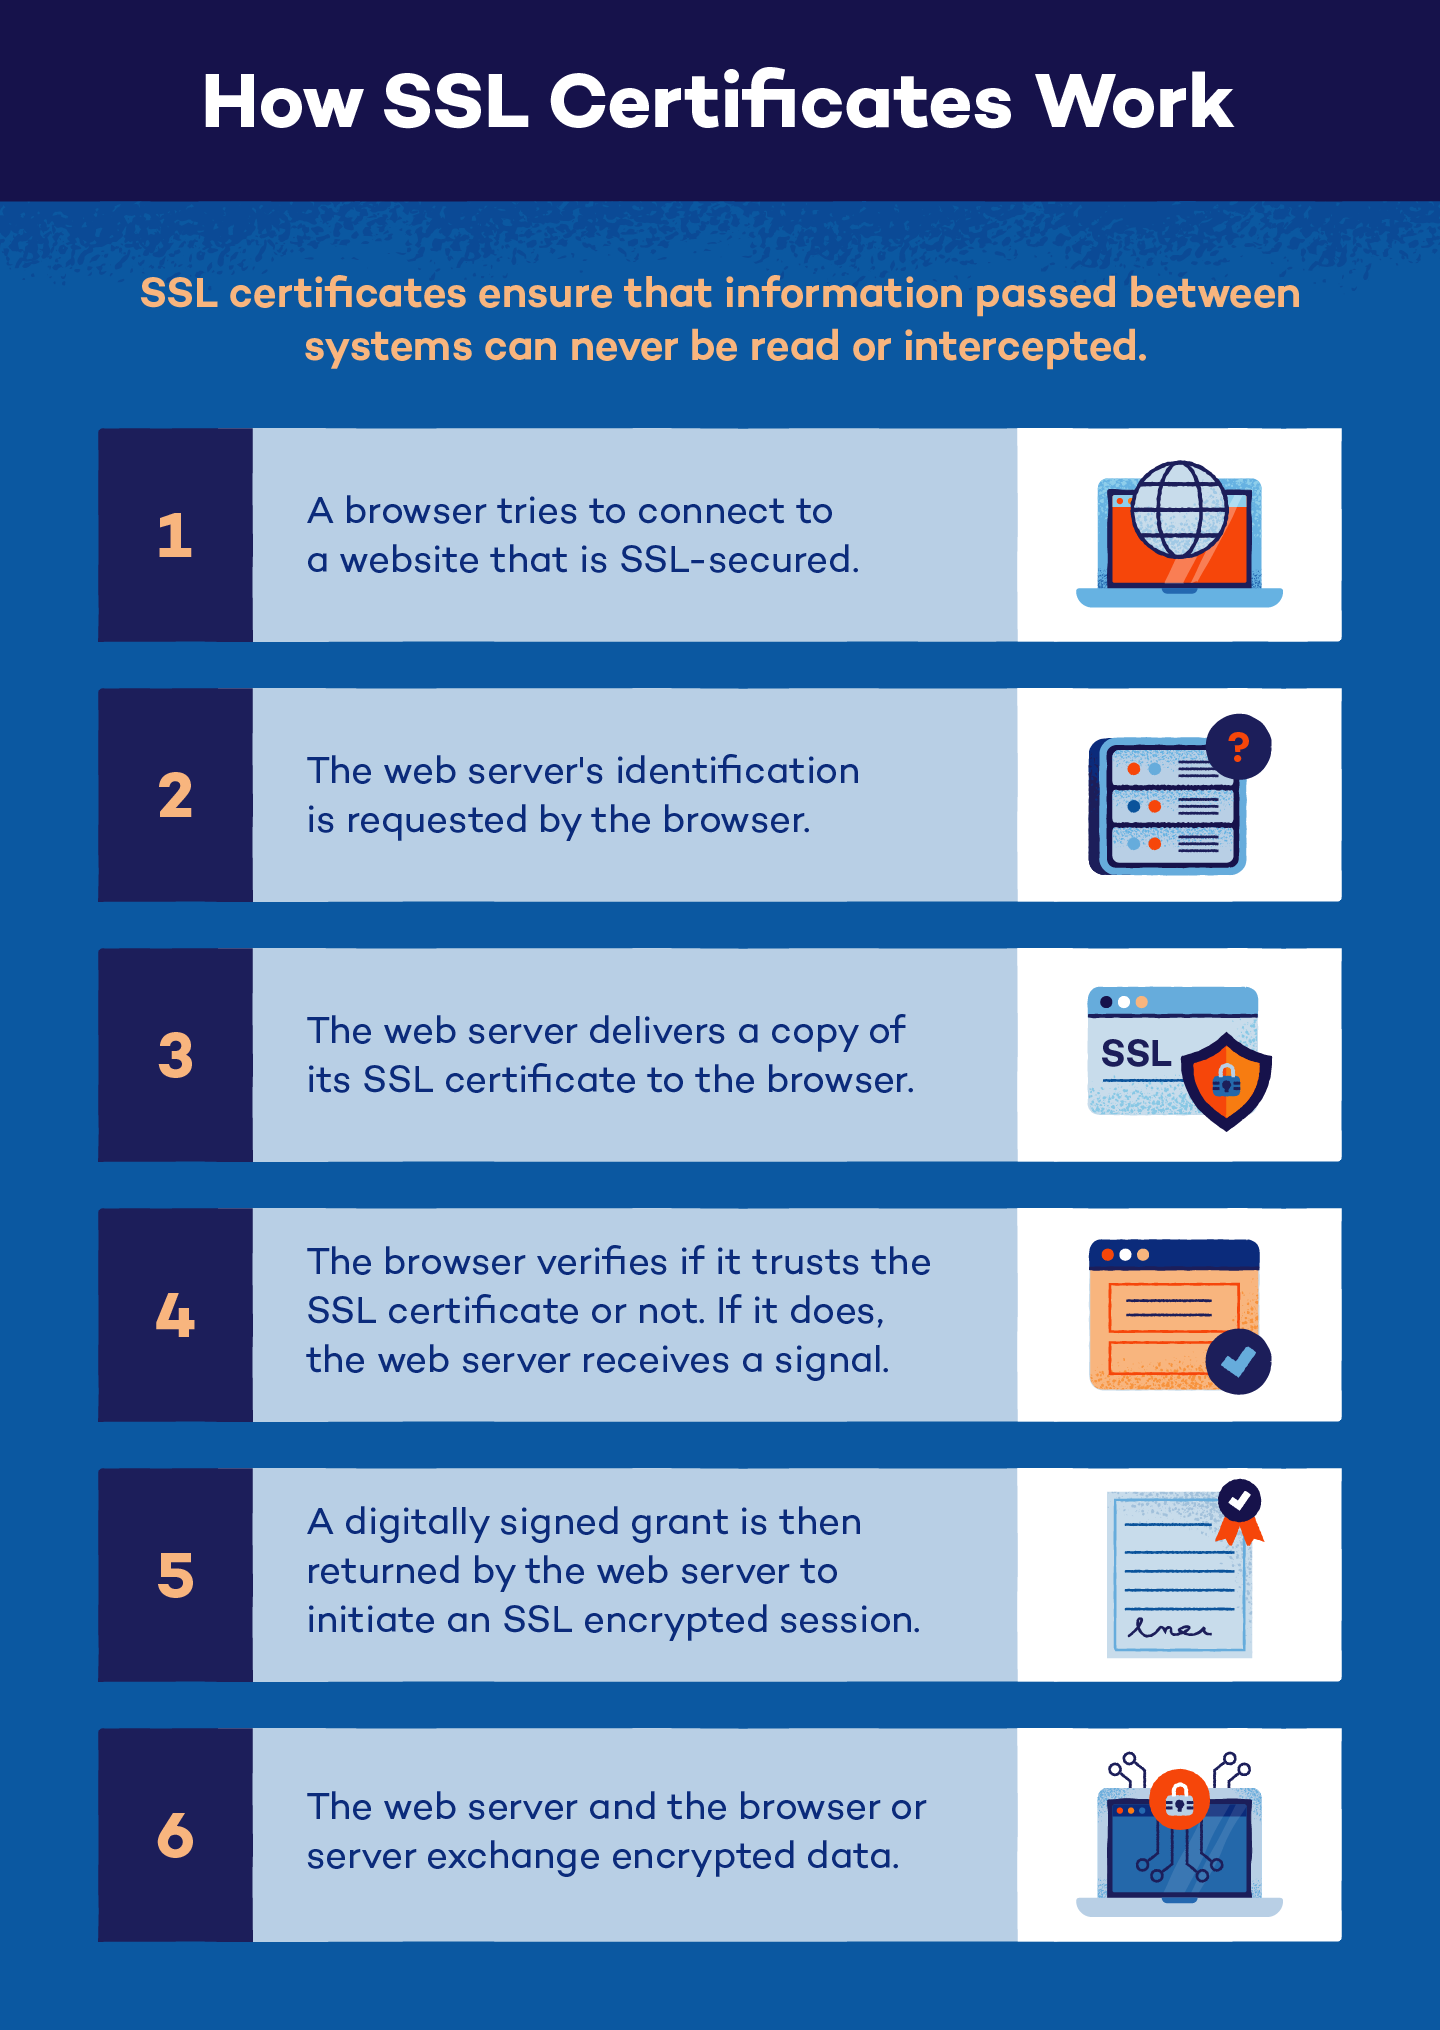 How SSL Certificates Work
SSL certificates ensure that information passed between
systems can never be read or intercepted.
1
A browser tries to connect to
a website that is SSL-secured.
2
The web server's identification
is requested by the browser.
?
3
The web server delivers a copy of
its SSL certificate to the browser.
SSL
4
The browser verifies if it trusts the
SSL certificate or not. If it does,
the web server receives a signal.
5
A digitally signed grant is then
returned by the web server to
initiate an SSL encrypted session.
6
The web server and the browser or
server exchange encrypted data.